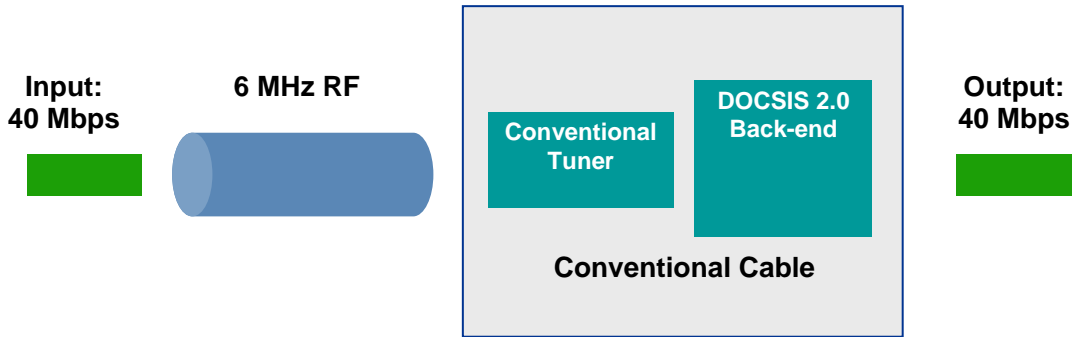 Input:
40 Mbps
6 MHz RF
Conventional
Tuner
DOCSIS 2.0
Back-end
Conventional Cable
Output:
40 Mbps